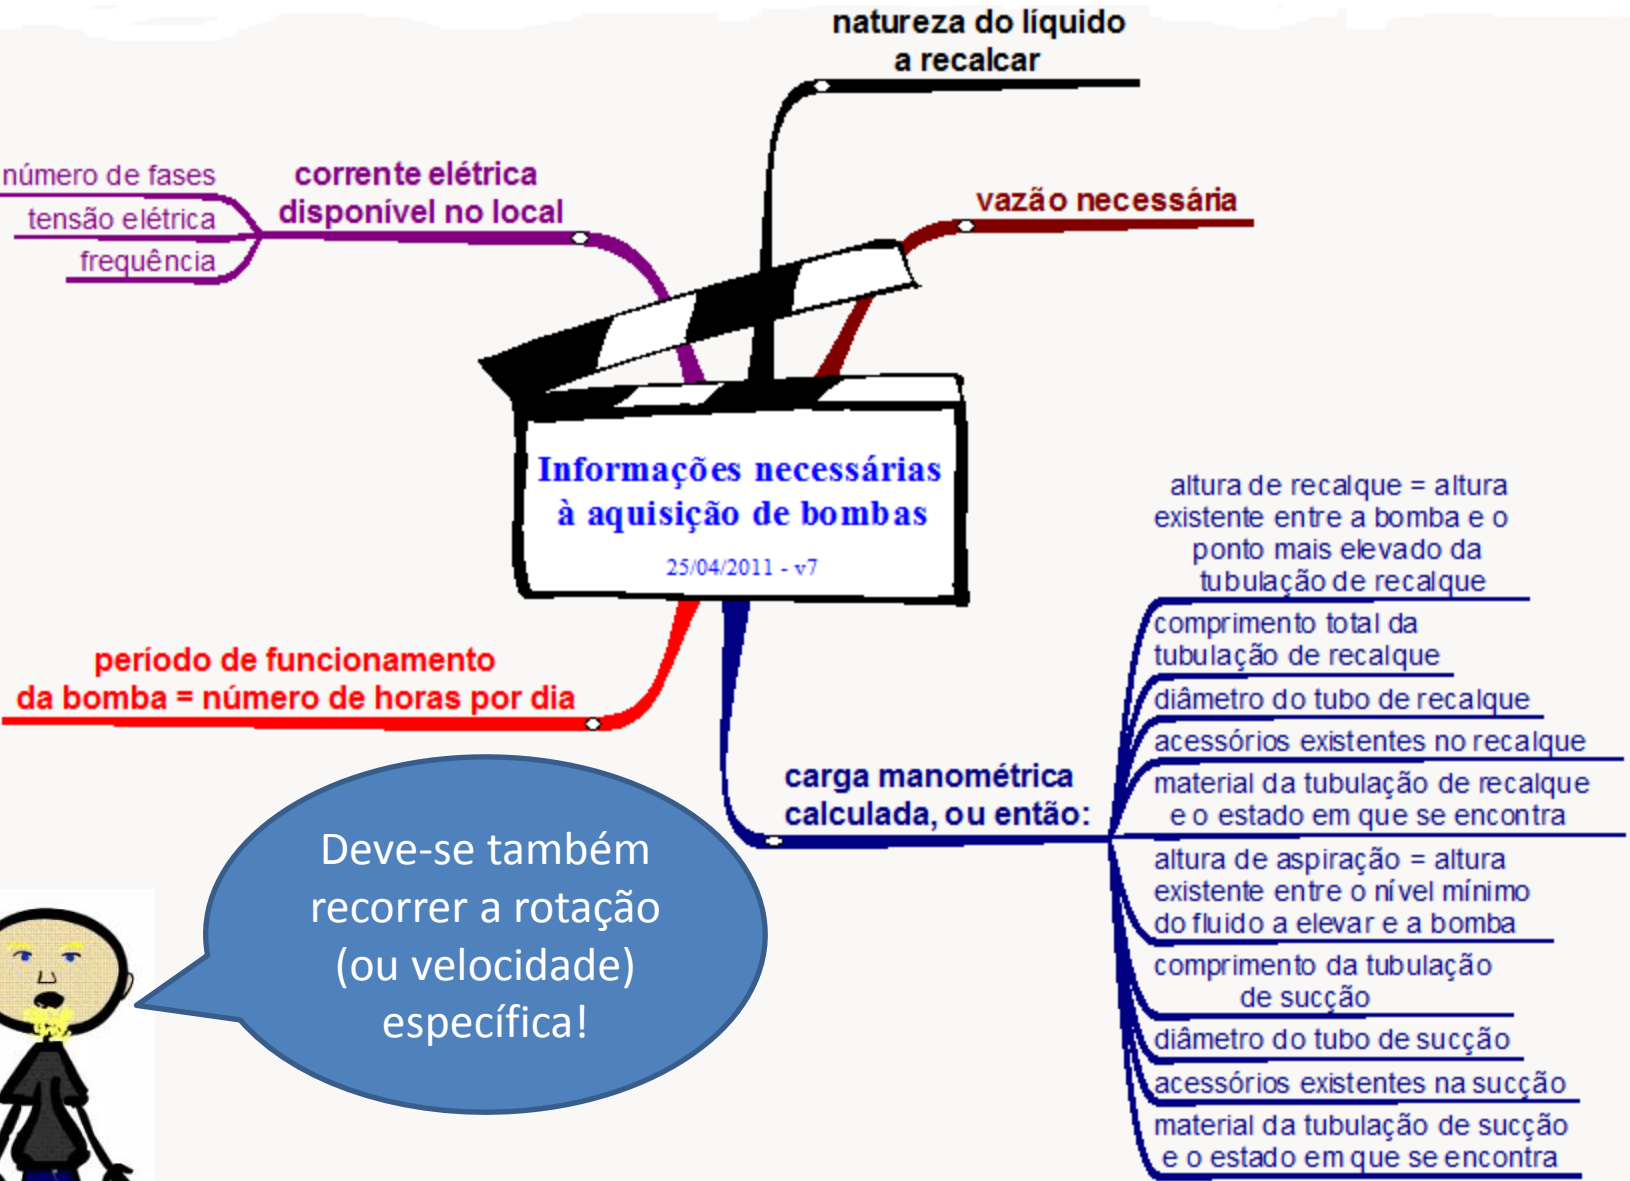 natureza do líquido
a recalcar
vazão necessária
corrente elétrica
disponível no local
número de fases
tensão elétrica
frequência
Informações necessárias
à aquisição de bombas
25/04/2011 - v7
período de funcionamento
da bomba = número de horas por dia
carga manométrica
calculada, ou então:
altura de recalque = altura
existente entre a bomba e o
ponto mais elevado da
tubulação de recalque
comprimento total da
tubulação de recalque
diâmetro do tubo de recalque
acessórios existentes no recalque
material da tubulação de recalque
e o estado em que se encontra
altura de aspiração = altura
existente entre o nível mínimo
do fluido a elevar e a bomba
comprimento da tubulação
de sucção
diâmetro do tubo de sucção
acessórios existentes na sucção
material da tubulação de sucção
e o estado em que se encontra
Deve-se também
recorrer a rotação
(ou velocidade)
específica!